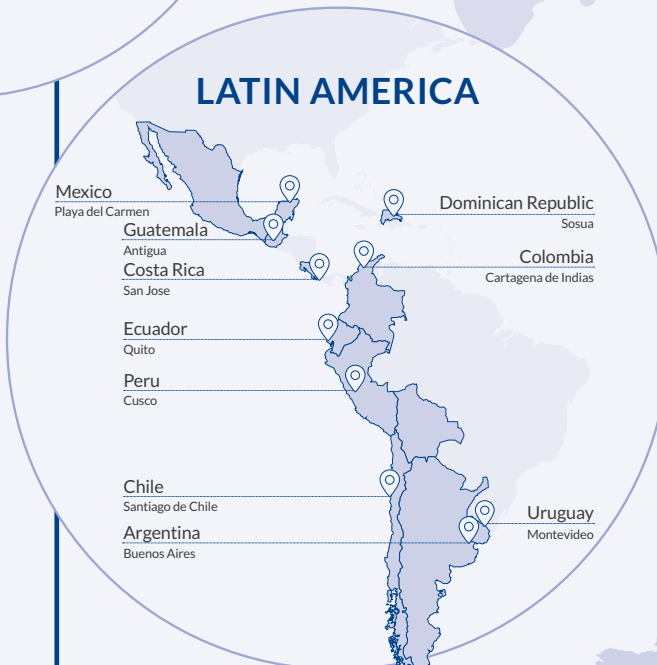 LATIN AMERICA
Mexico
Playa del Carmen
Guatemala
Antigua
Costa Rica
San Jose
Ecuador
Quito
Peru
Cusco
Chile
Santiago de Chile
Argentina
Buenos Aires
Dominican Republic
Sosua
Colombia
Cartagena de Indias
Uruguay
Montevideo